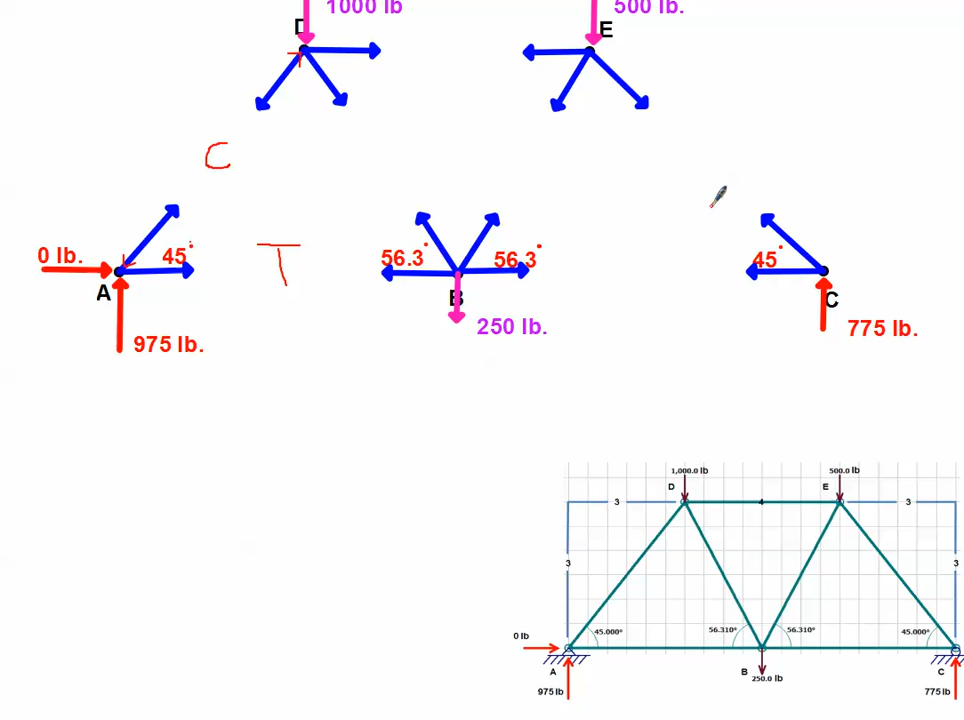 1000 lb
500 lb.
D
E
C
0 lb.
45°
56.3°
56.3°
45°
T
A
B
C
250 lb.
775 lb.
975 lb.
1,000.0 lb
500.0 lb
D
E
3
4
3
3
3
0 lb
45.000°
56.310°
56.310°
45.000°
A
B
C
250.0 lb
975 lb
775 lb